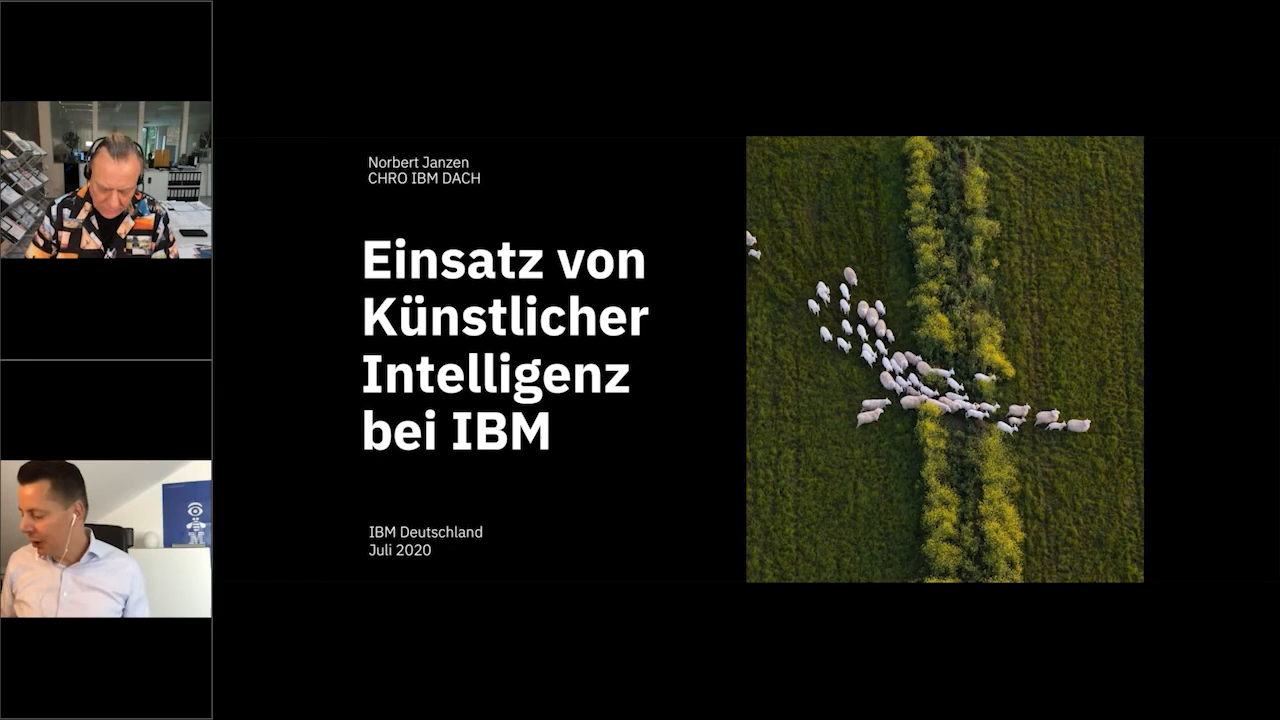 Norbert Janzen
CHRO IBM DACH
Einsatz von
Künstlicher
Intelligenz
bei IBM
IBM Deutschland
Juli 2020